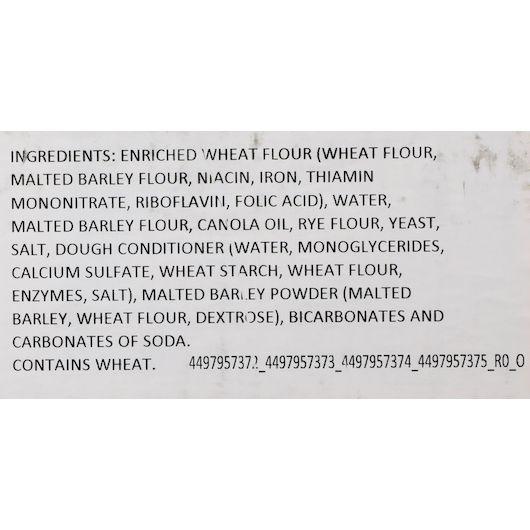 INGREDIENTS: ENRICHED WHEAT FLOUR (WHEAT FLOUR,
MALTED BARLEY FLOUR, NIACIN, IRON, THIAMIN
MONONITRATE, RIBOFLAVIN, FOLIC ACID), WATER,
MALTED BARLEY FLOUR, CANOLA OIL, RYE FLOUR, YEAST,
SALT, DOUGH CONDITIONER (WATER, MONOGLYCERIDES,
CALCIUM SULFATE, WHEAT STARCH, WHEAT FLOUR,
ENZYMES, SALT), MALTED BARLEY POWDER (MALTED
BARLEY, WHEAT FLOUR, DEXTROSE), BICARBONATES AND
CARBONATES OF SODA.
CONTAINS WHEAT. 4497957372_4497957373_4497957374_4497957375_R0_O